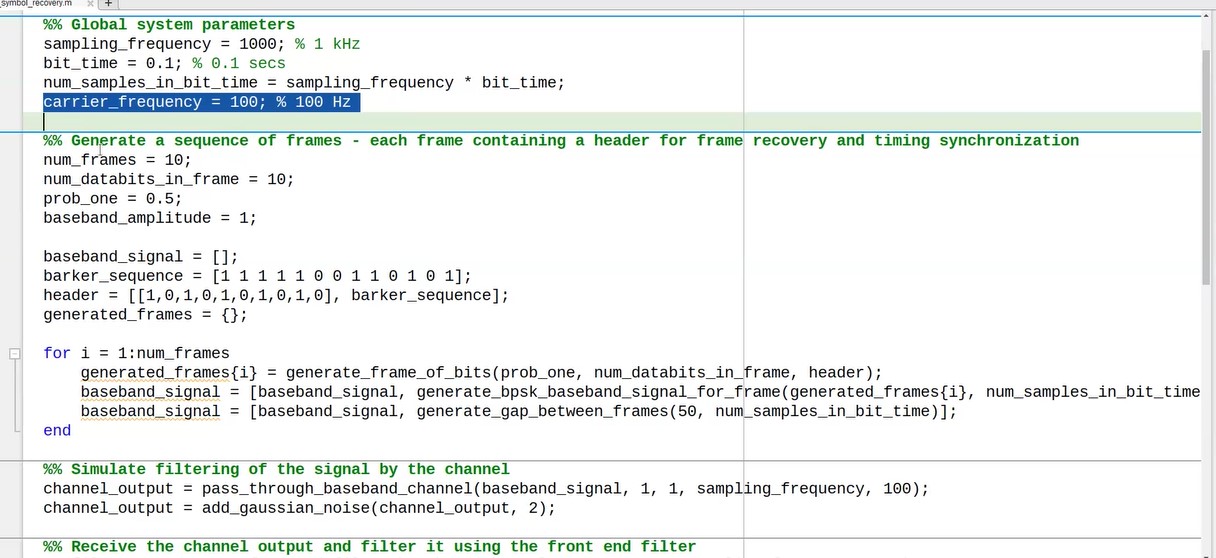 _symbol_recovery.m × +
%% Global system parameters
sampling_frequency = 1000; % 1 kHz
bit_time = 0.1; % 0.1 secs
num_samples_in_bit_time = sampling_frequency * bit_time;
carrier_frequency = 100; % 100 Hz
%% Generate a sequence of frames - each frame containing a header for frame recovery and timing synchronization
num_frames = 10;
num_databits_in_frame = 10;
prob_one = 0.5;
baseband_amplitude = 1;
baseband_signal = [];
barker_sequence = [1 1 1 1 1 0 0 1 1 0 1 0 1];
header = [[1,0,1,0,1,0,1,0,1,0], barker_sequence];
generated_frames = {};
for i = 1:num_frames
generated_frames{i} = generate_frame_of_bits(prob_one, num_databits_in_frame, header);
baseband_signal = [baseband_signal, generate_bpsk_baseband_signal_for_frame(generated_frames{i}, num_samples_in_bit_time
baseband_signal = [baseband_signal, generate_gap_between_frames(50, num_samples_in_bit_time)];
end
%% Simulate filtering of the signal by the channel
channel_output = pass_through_baseband_channel(baseband_signal, 1, 1, sampling_frequency, 100);
channel_output = add_gaussian_noise(channel_output, 2);
%% Receive the channel output and filter it using the front end filter